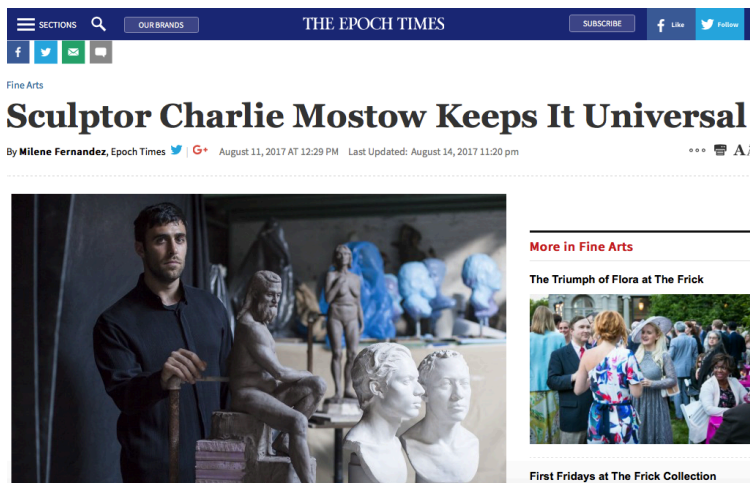 SECTIONS OUR BRANDS THE EPOCH TIMES SUBSCRIBE Like Follow
Fine Arts
Sculptor Charlie Mostow Keeps It Universal
By Milene Fernandez, Epoch Times G+ August 11, 2017 AT 12:29 PM Last Updated: August 14, 2017 11:20 pm
More in Fine Arts
The Triumph of Flora at The Frick
First Fridays at The Frick Collection